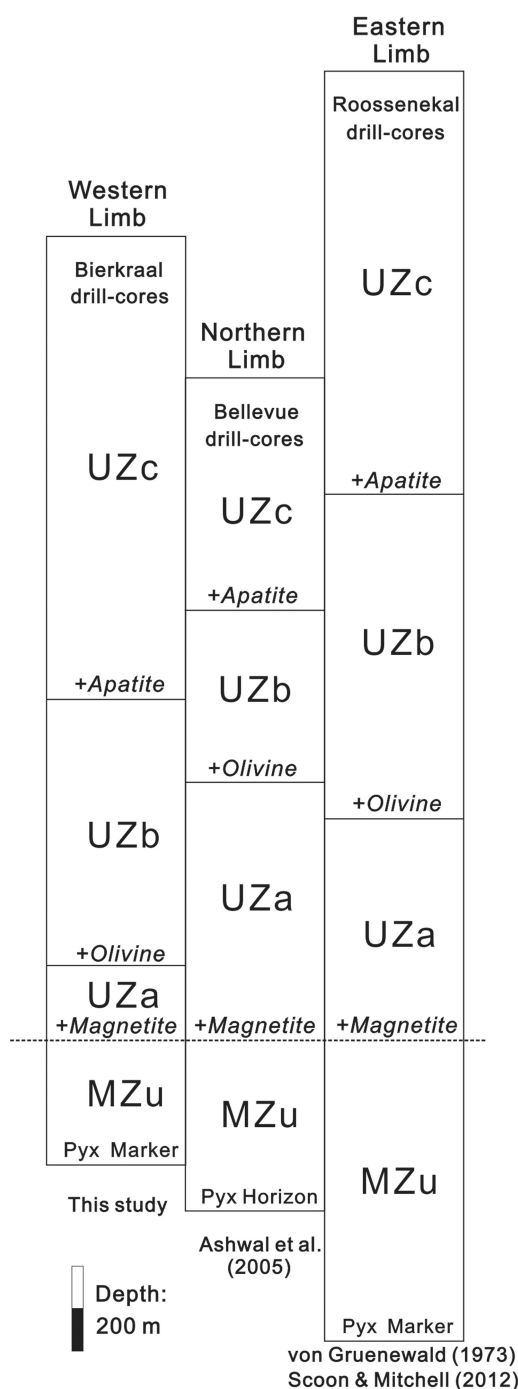 Western
Limb
Bierkraal
drill-cores
UZc
+Apatite
UZb
+Olivine
UZa
+Magnetite
MZu
Pyx Marker
This study
Northern
Limb
Bellevue
drill-cores
UZc
+Apatite
UZb
+Olivine
UZa
+Magnetite
MZu
Pyx Horizon
Ashwal et al.
(2005)
Eastern
Limb
Roossenekal
drill-cores
UZc
+Apatite
UZb
+Olivine
UZa
+Magnetite
MZu
Pyx Marker
von Gruenewald (1973)
Scoon & Mitchell (2012)
Depth:
200 m